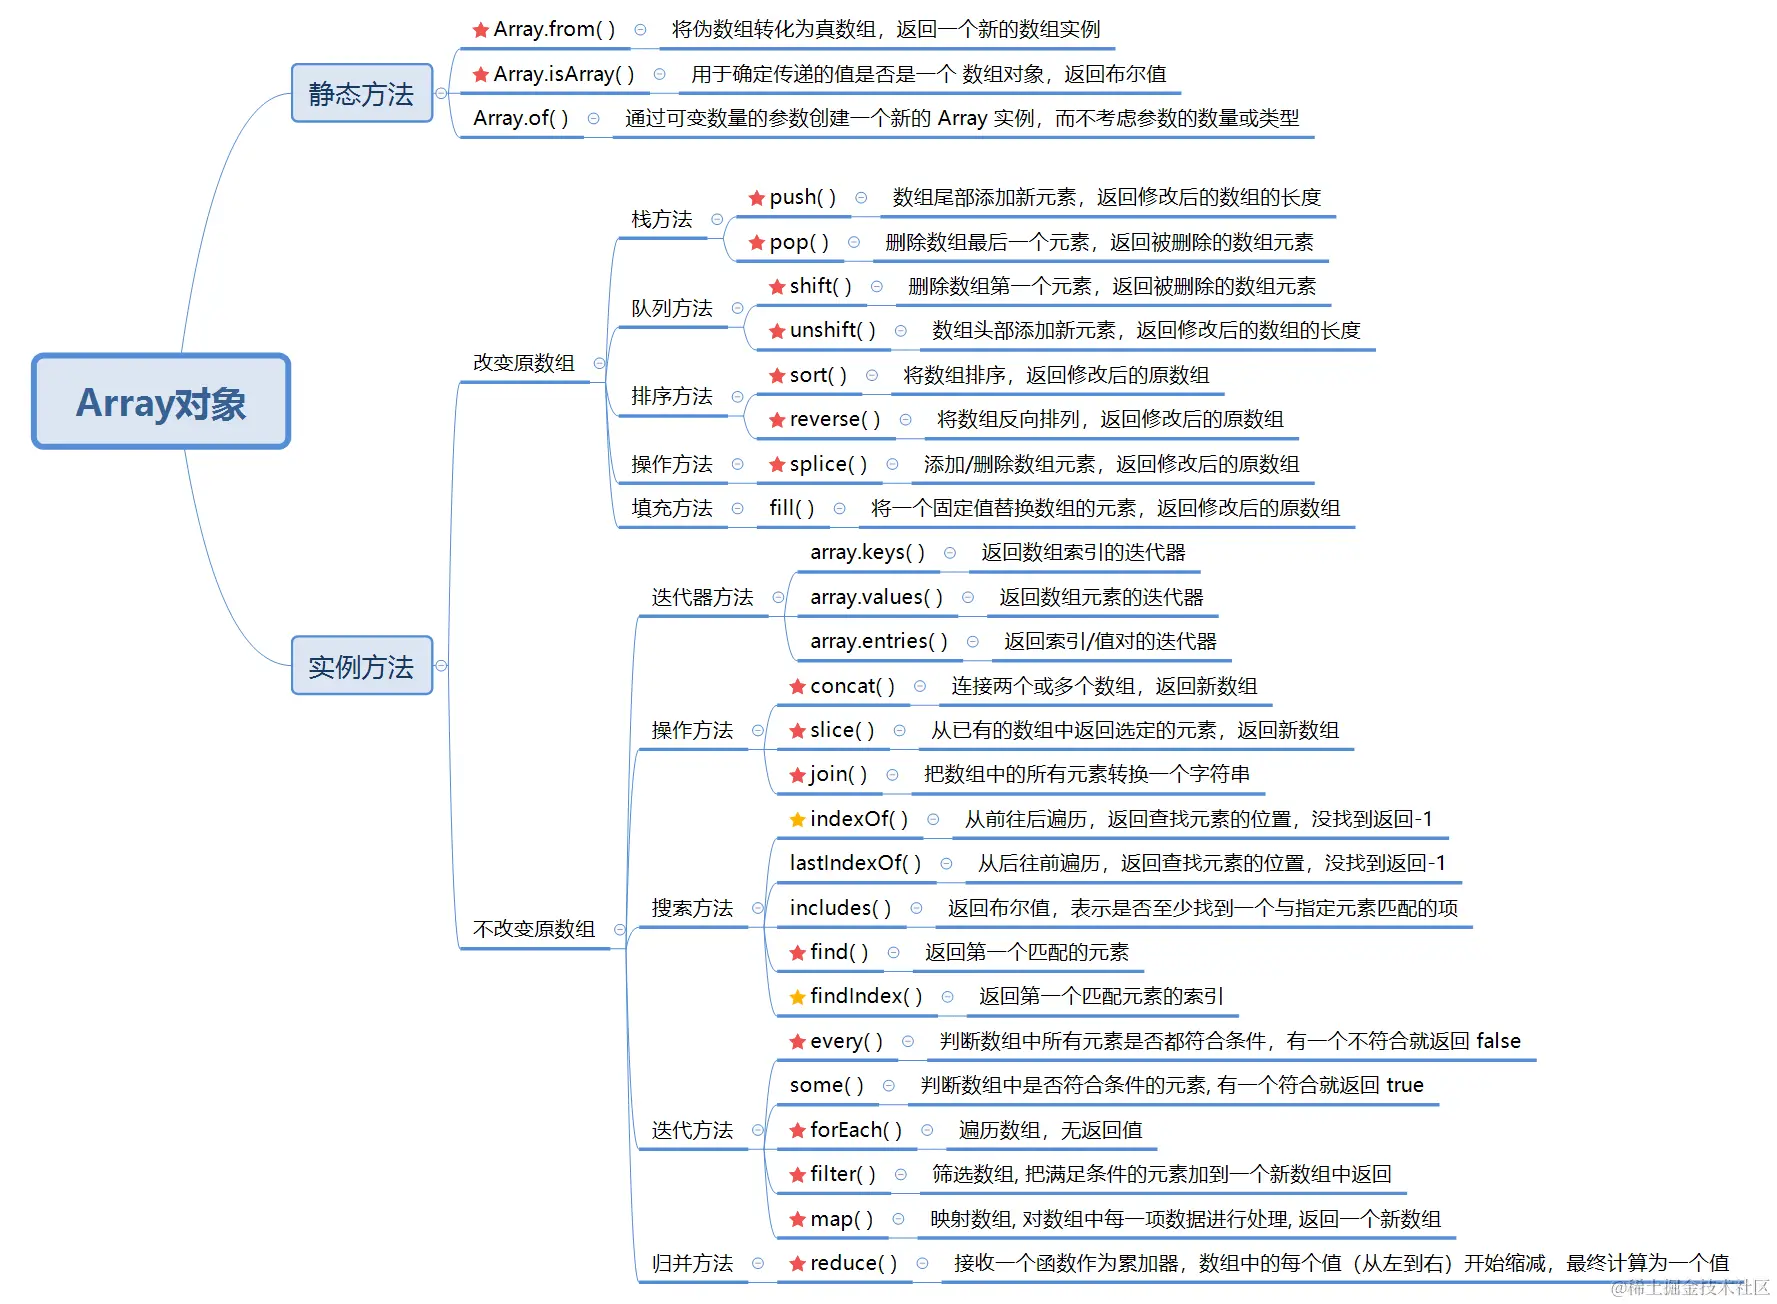 Array对象
静态方法
Array.from( ) 将伪数组转化为真数组，返回一个新的数组实例
Array.isArray( ) 用于确定传递的值是否是一个 数组对象，返回布尔值
Array.of( ) 通过可变数量的参数创建一个新的 Array 实例，而不考虑参数的数量或类型
实例方法
改变原数组
栈方法
push( ) 数组尾部添加新元素，返回修改后的数组的长度
pop( ) 删除数组最后一个元素，返回被删除的数组元素
队列方法
shift( ) 删除数组第一个元素，返回被删除的数组元素
unshift( ) 数组头部添加新元素，返回修改后的数组的长度
排序方法
sort( ) 将数组排序，返回修改后的原数组
reverse( ) 将数组反向排列，返回修改后的原数组
操作方法 splice( ) 添加/删除数组元素，返回修改后的原数组
填充方法 fill( ) 将一个固定值替换数组的元素，返回修改后的原数组
不改变原数组
迭代器方法
array.keys( ) 返回数组索引的迭代器
array.values( ) 返回数组元素的迭代器
array.entries( ) 返回索引/值对的迭代器
操作方法
concat( ) 连接两个或多个数组，返回新数组
slice( ) 从已有的数组中返回选定的元素，返回新数组
join( ) 把数组中的所有元素转换一个字符串
搜索方法
indexOf( ) 从前往后遍历，返回查找元素的位置，没找到返回-1
lastIndexOf( ) 从后往前遍历，返回查找元素的位置，没找到返回-1
includes( ) 返回布尔值，表示是否至少找到一个与指定元素匹配的项
find( ) 返回第一个匹配的元素
findIndex( ) 返回第一个匹配元素的索引
迭代方法
every( ) 判断数组中所有元素是否都符合条件，有一个不符合就返回 false
some( ) 判断数组中是否符合条件的元素, 有一个符合就返回 true
forEach( ) 遍历数组，无返回值
filter( ) 筛选数组, 把满足条件的元素加到一个新数组中返回
map( ) 映射数组, 对数组中每一项数据进行处理, 返回一个新数组
归并方法 reduce( ) 接收一个函数作为累加器，数组中的每个值（从左到右）开始缩减，最终计算为一个值
@稀土掘金技术社区